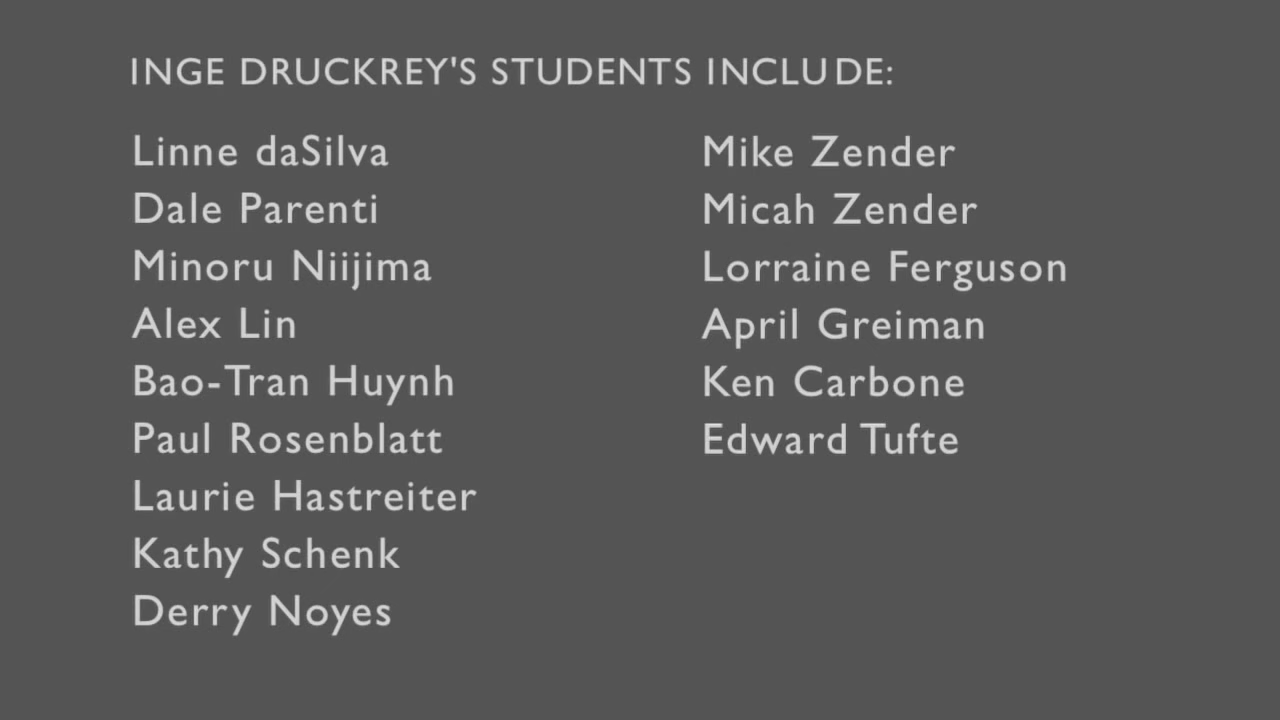 INGE DRUCKREY'S STUDENTS INCLUDE:
Linne daSilva
Dale Parenti
Minoru Niijima
Alex Lin
Bao-Tran Huynh
Paul Rosenblatt
Laurie Hastreiter
Kathy Schenk
Derry Noyes
Mike Zender
Micah Zender
Lorraine Ferguson
April Greiman
Ken Carbone
Edward Tufte